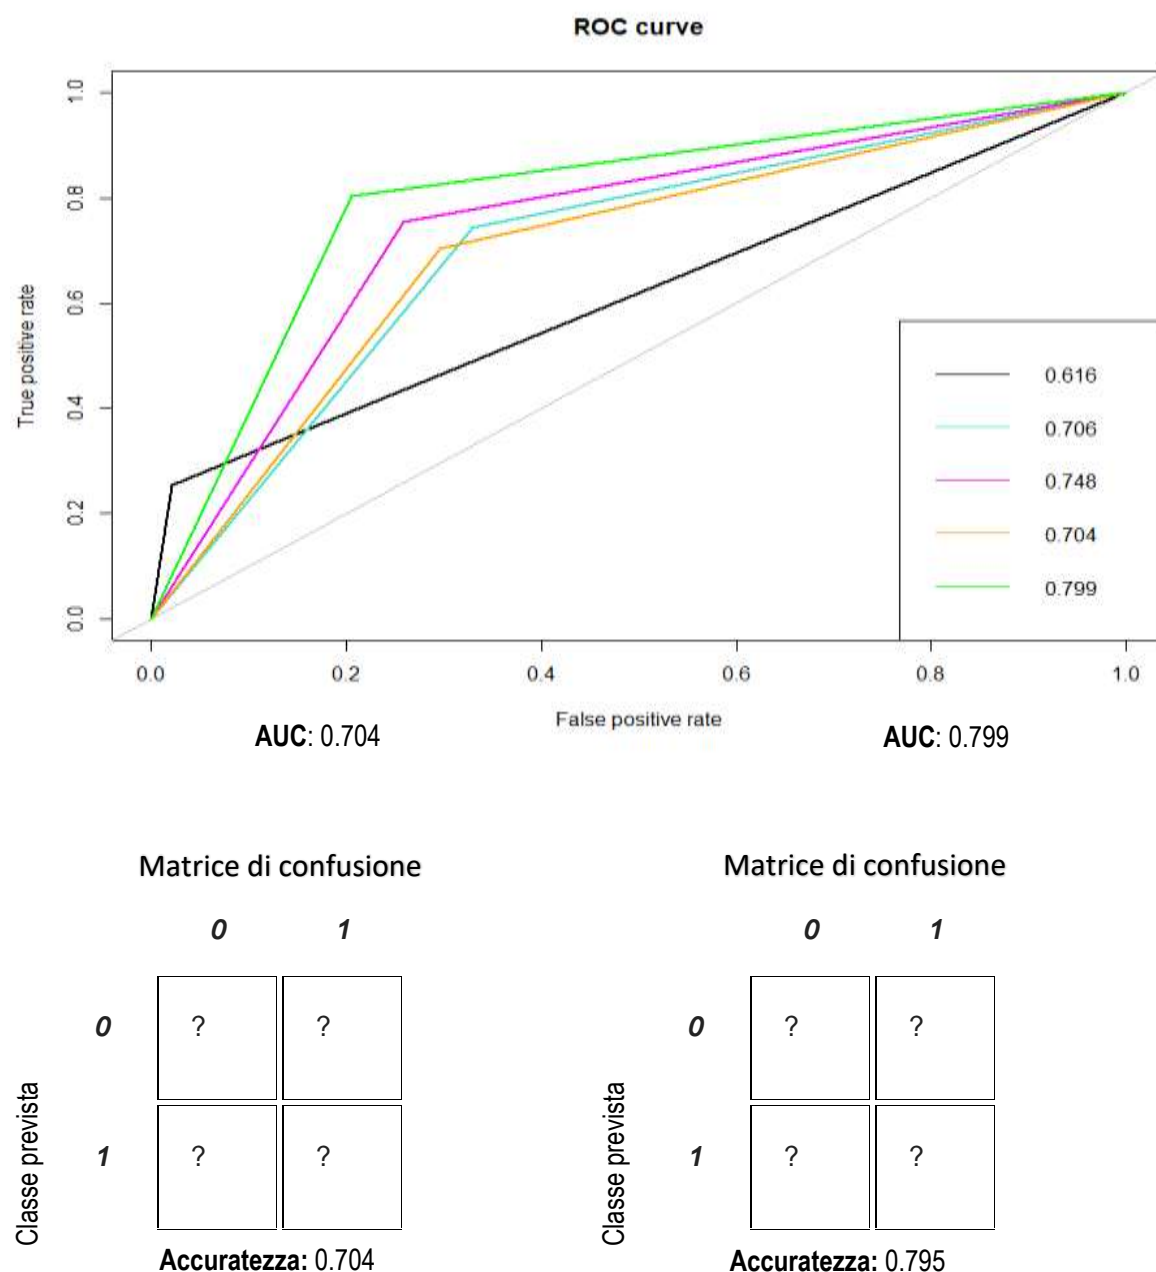 ROC curve
1.0
0.8
0.6
0.4
0.2
0.0
True positive rate
0.616
0.706
0.748
0.704
0.799
0.0 0.2 0.4 0.6 0.8 1.0
False positive rate
AUC: 0.704
AUC: 0.799
Matrice di confusione
0 1
0 ? ?
1 ? ?
Classe prevista
Accuratezza: 0.704
Matrice di confusione
0 1
0 ? ?
1 ? ?
Classe prevista
Accuratezza: 0.795